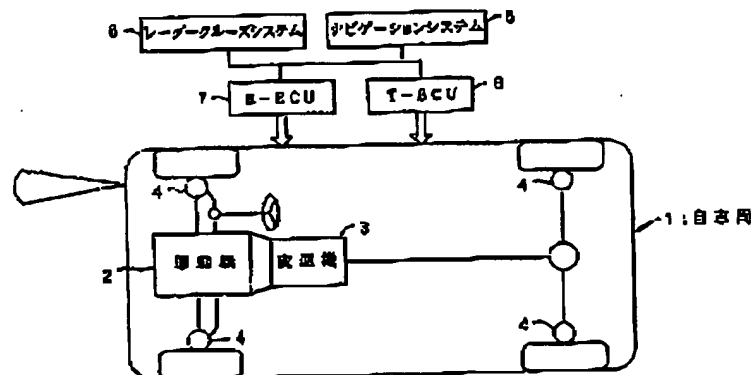 6 レーダークルーズシステム
ナビゲーションシステム 5
7 E-ECU
T-ECU 8
4
4
3
1:自車両
2 原動機 変速機
4
4